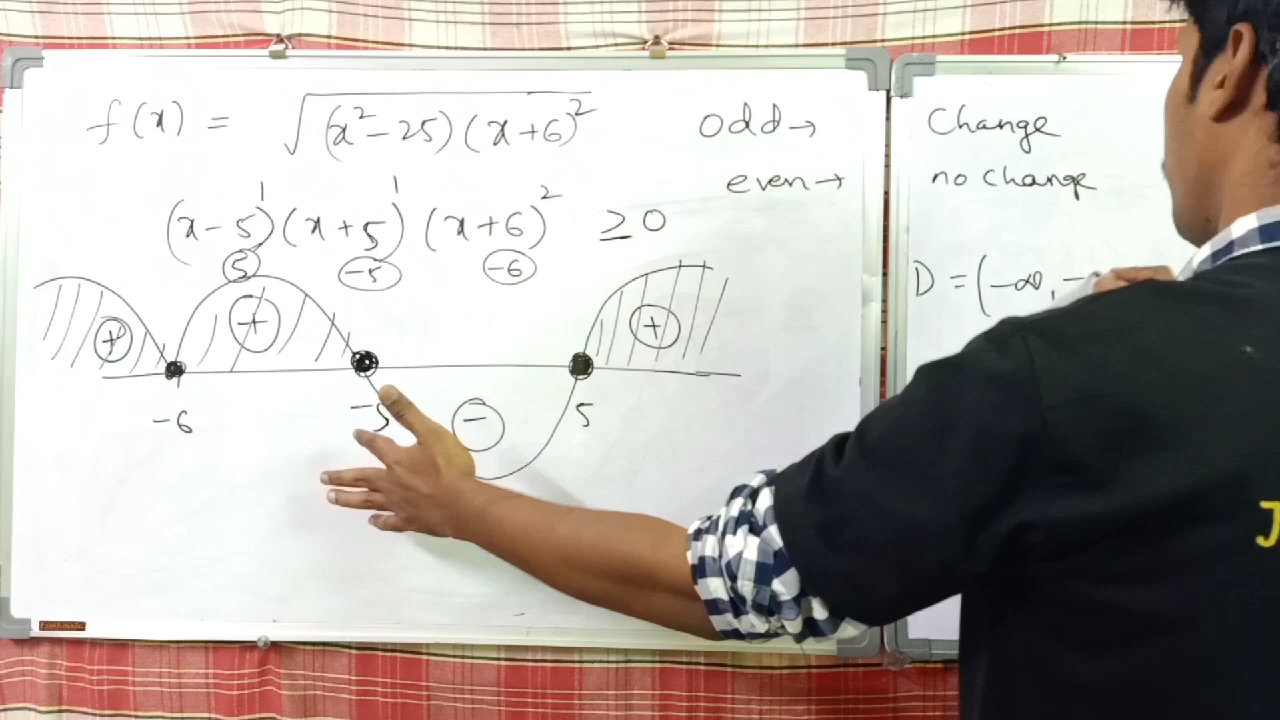 f(x) = √(x²-25)(x+6)²
odd→
even→
(x-5)¹(x+5)¹(x+6)² ≥0
5 -5 -6
+ + +
-6 -5 5
-
Change
no change
D = (-∞, -
J